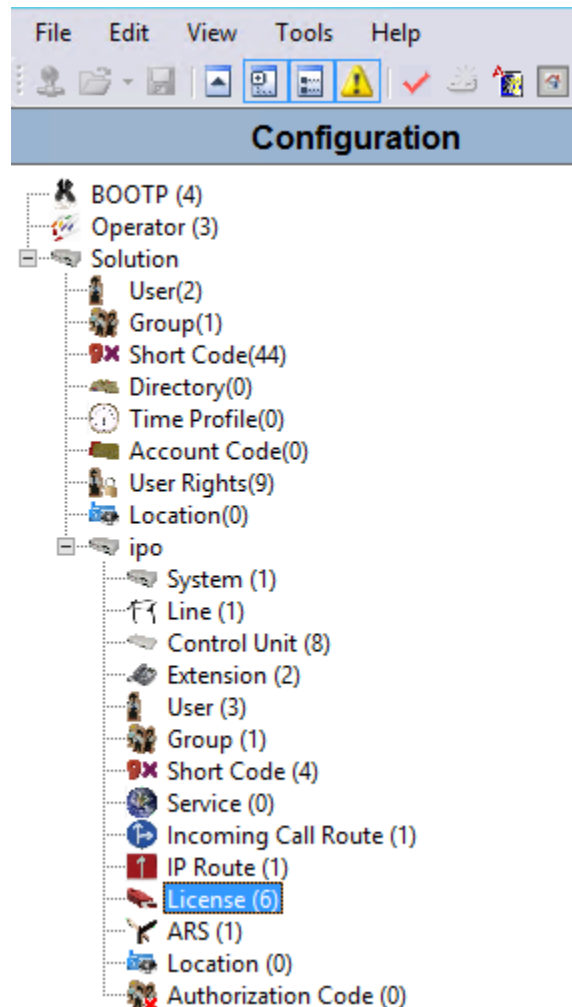 File Edit View Tools Help
Configuration
BOOTP (4)
Operator (3)
Solution
User(2)
Group(1)
Short Code(44)
Directory(0)
Time Profile(0)
Account Code(0)
User Rights(9)
Location(0)
ipo
System (1)
Line (1)
Control Unit (8)
Extension (2)
User (3)
Group (1)
Short Code (4)
Service (0)
Incoming Call Route (1)
IP Route (1)
License (6)
ARS (1)
Location (0)
Authorization Code (0)